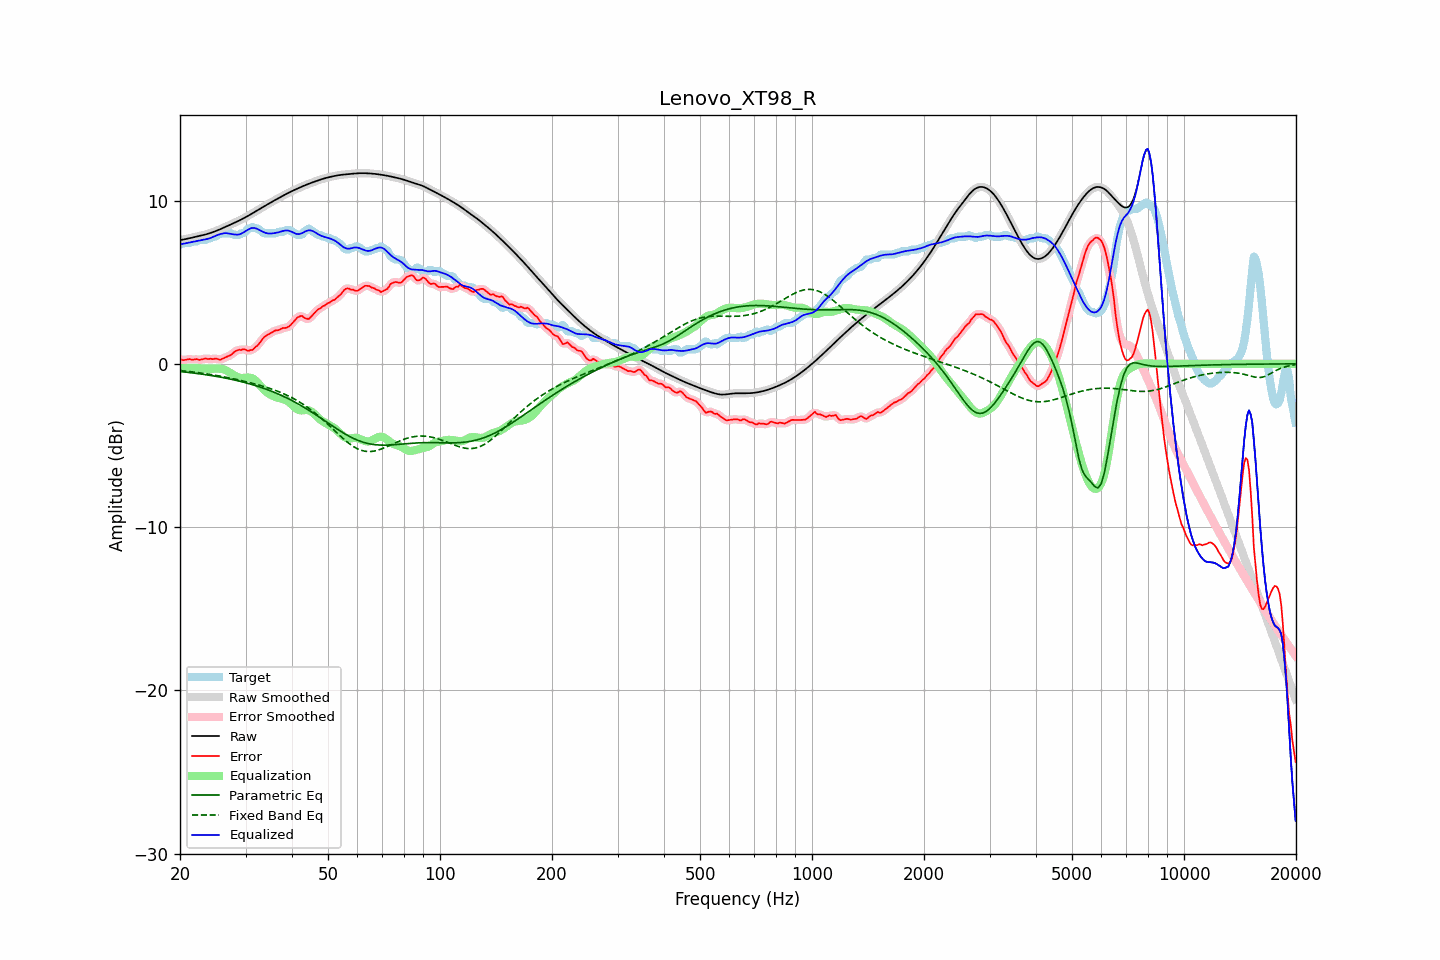 Lenovo_XT98_R
Amplitude (dBr)
10
0
−10
−20
−30
Target
Raw Smoothed
Error Smoothed
Raw
Error
Equalization
Parametric Eq
Fixed Band Eq
Equalized
20 50 100 200 500 1000 2000 5000 10000 20000
Frequency (Hz)